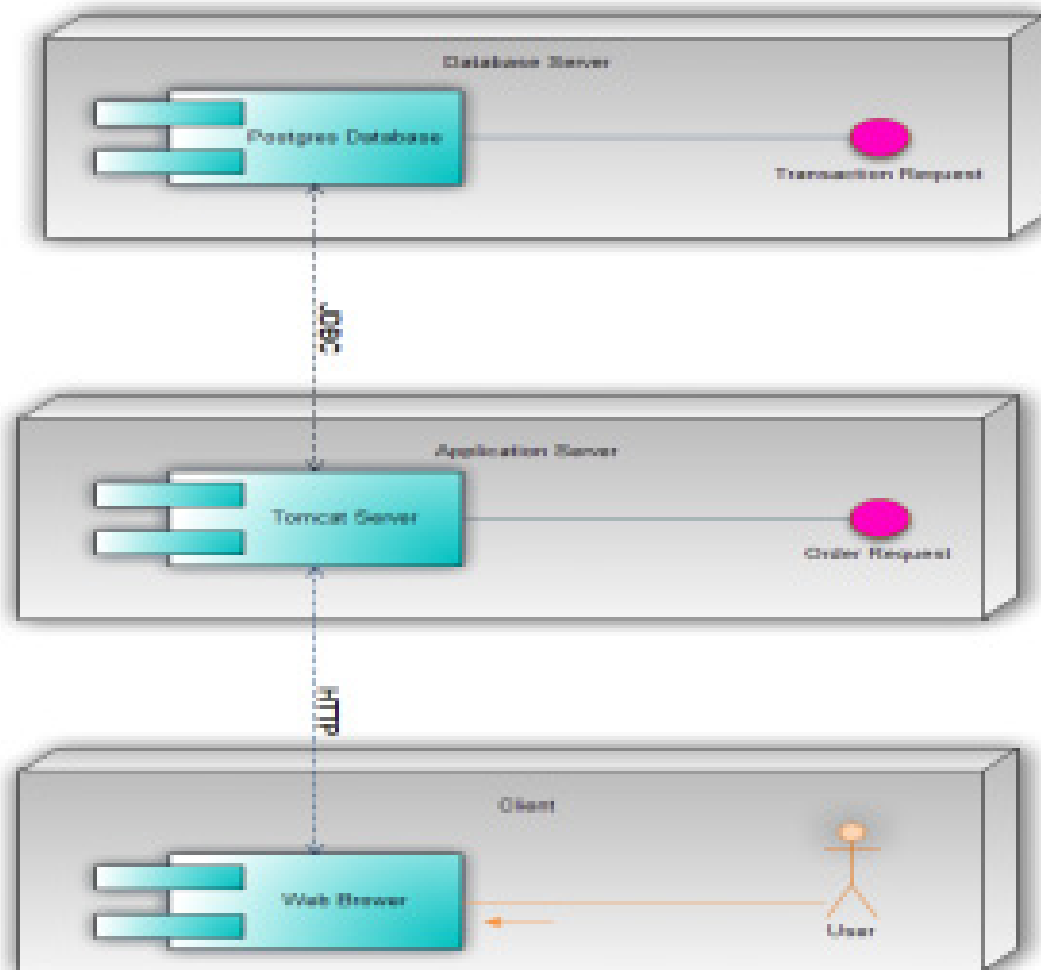 Database Server
Postgres Database
Transaction Request
JDBC
Application Server
Tomcat Server
Order Request
HTTP
Client
Web Brower
User